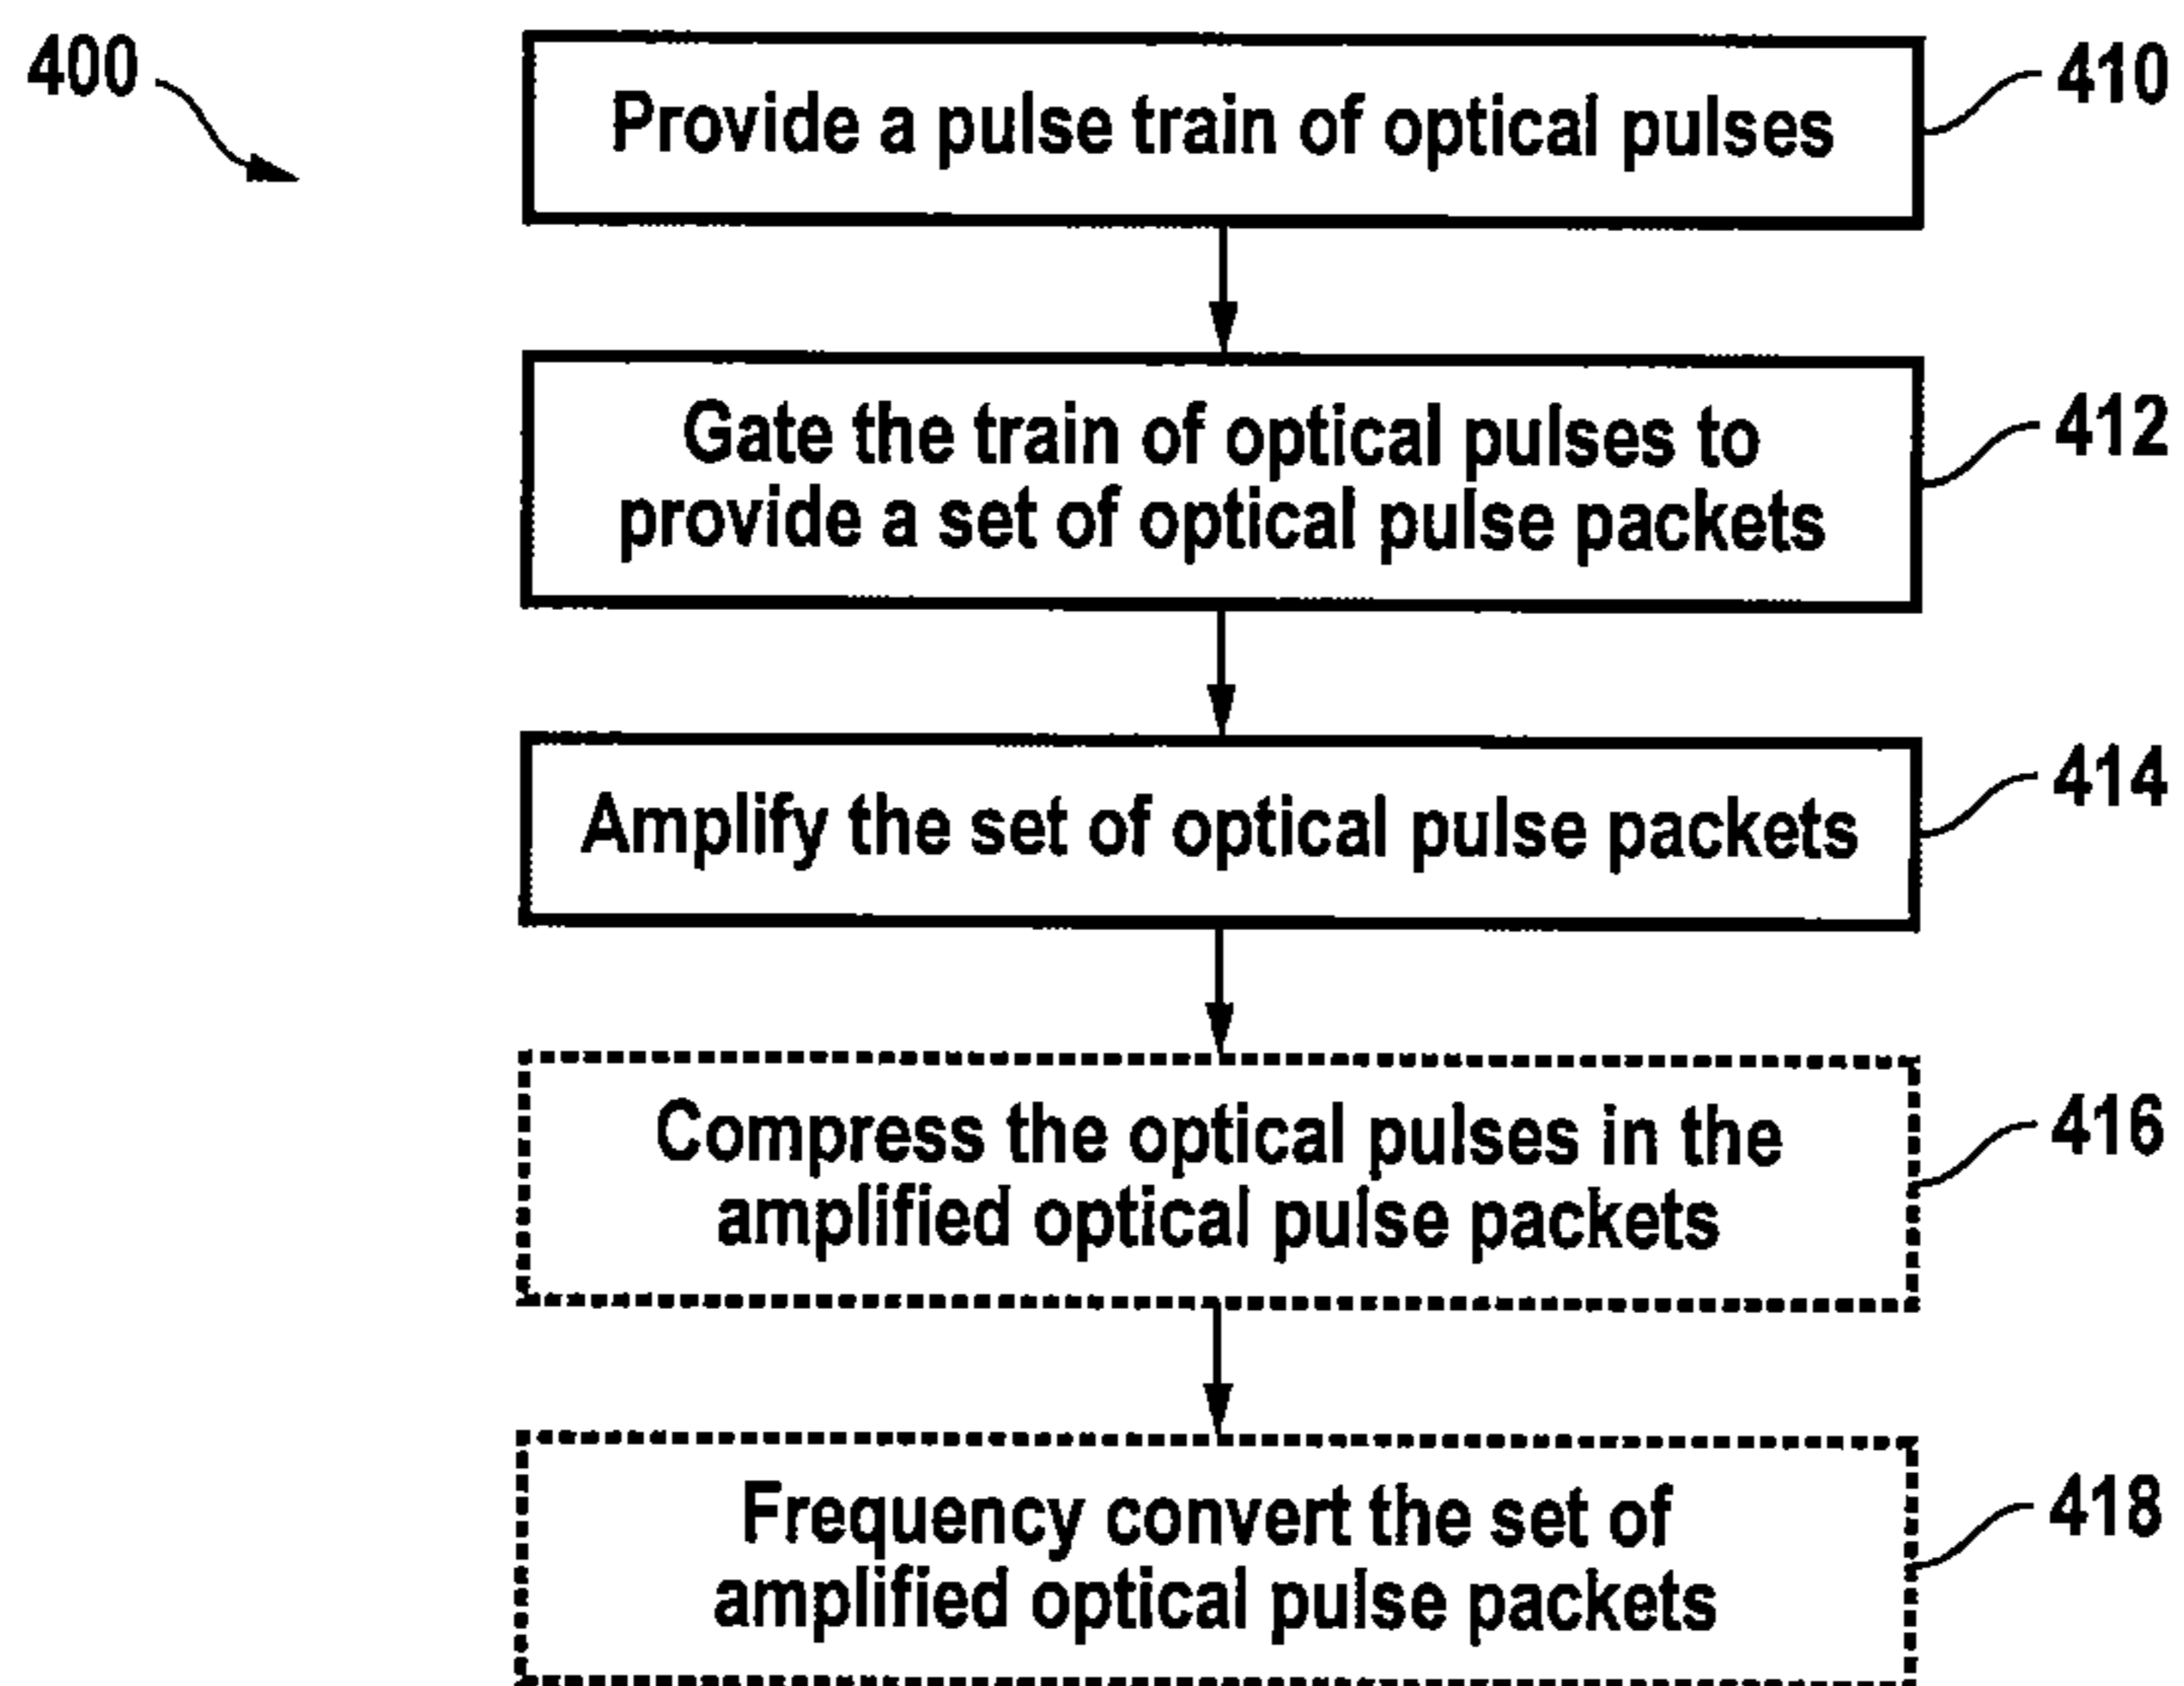 400
Provide a pulse train of optical pulses
410
Gate the train of optical pulses to
provide a set of optical pulse packets
412
Amplify the set of optical pulse packets
414
Compress the optical pulses in the
amplified optical pulse packets
416
Frequency convert the set of
amplified optical pulse packets
418